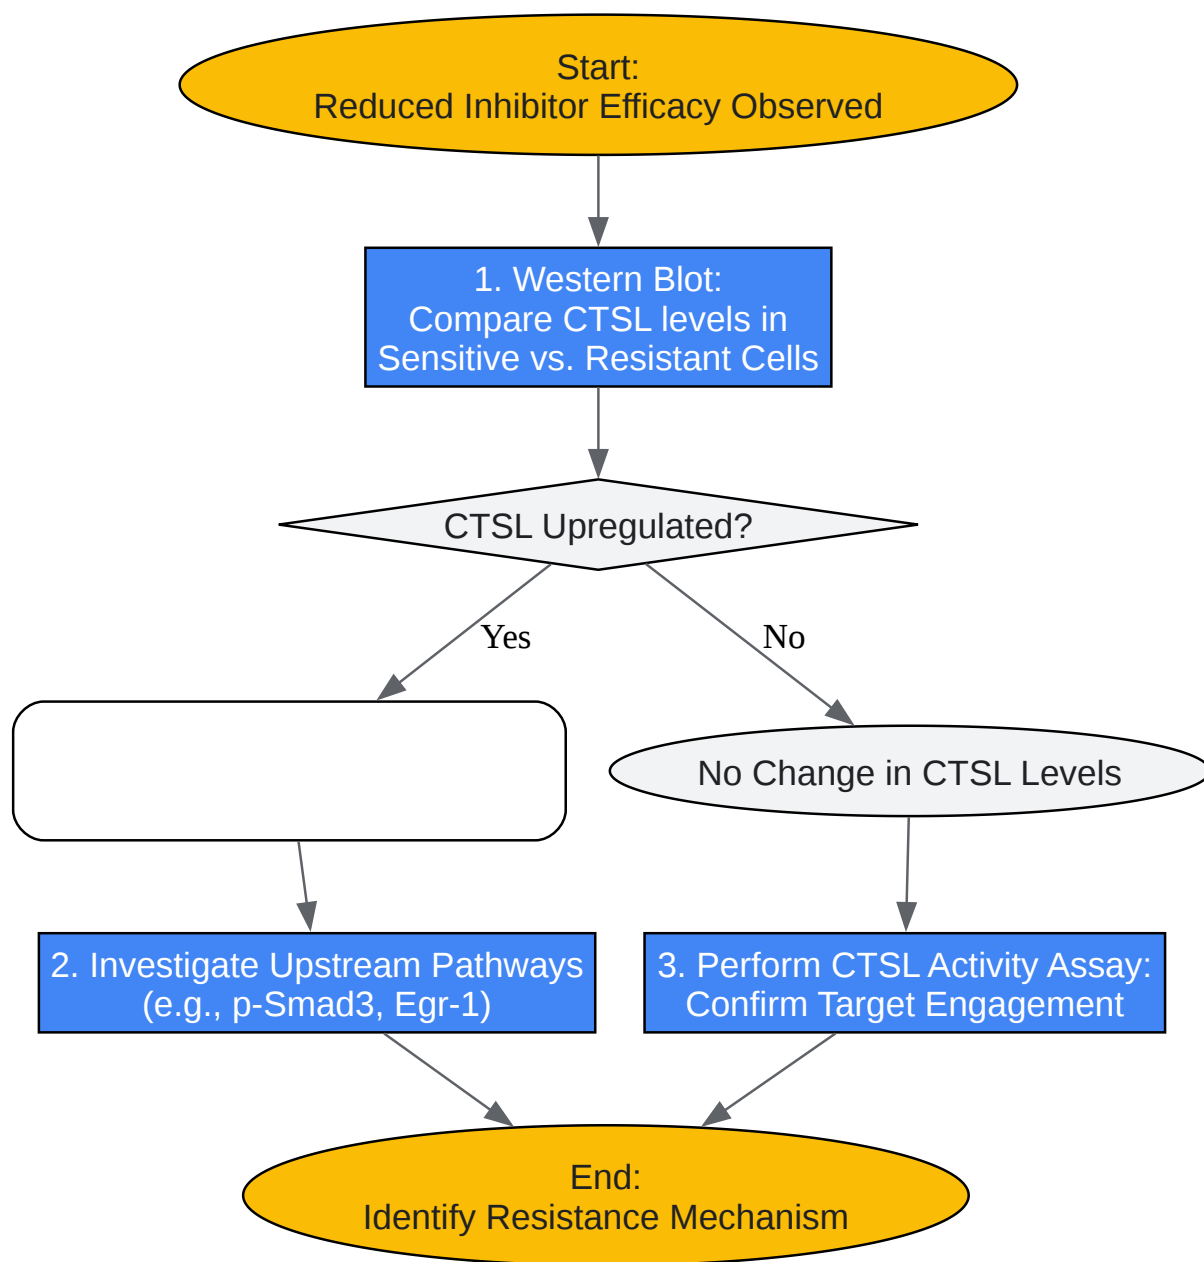 Start:
Reduced Inhibitor Efficacy Observed
1. Western Blot:
Compare CTSL levels in
Sensitive vs. Resistant Cells
CTSL Upregulated?
Yes
No
No Change in CTSL Levels
2. Investigate Upstream Pathways
(e.g., p-Smad3, Egr-1)
3. Perform CTSL Activity Assay:
Confirm Target Engagement
End:
Identify Resistance Mechanism